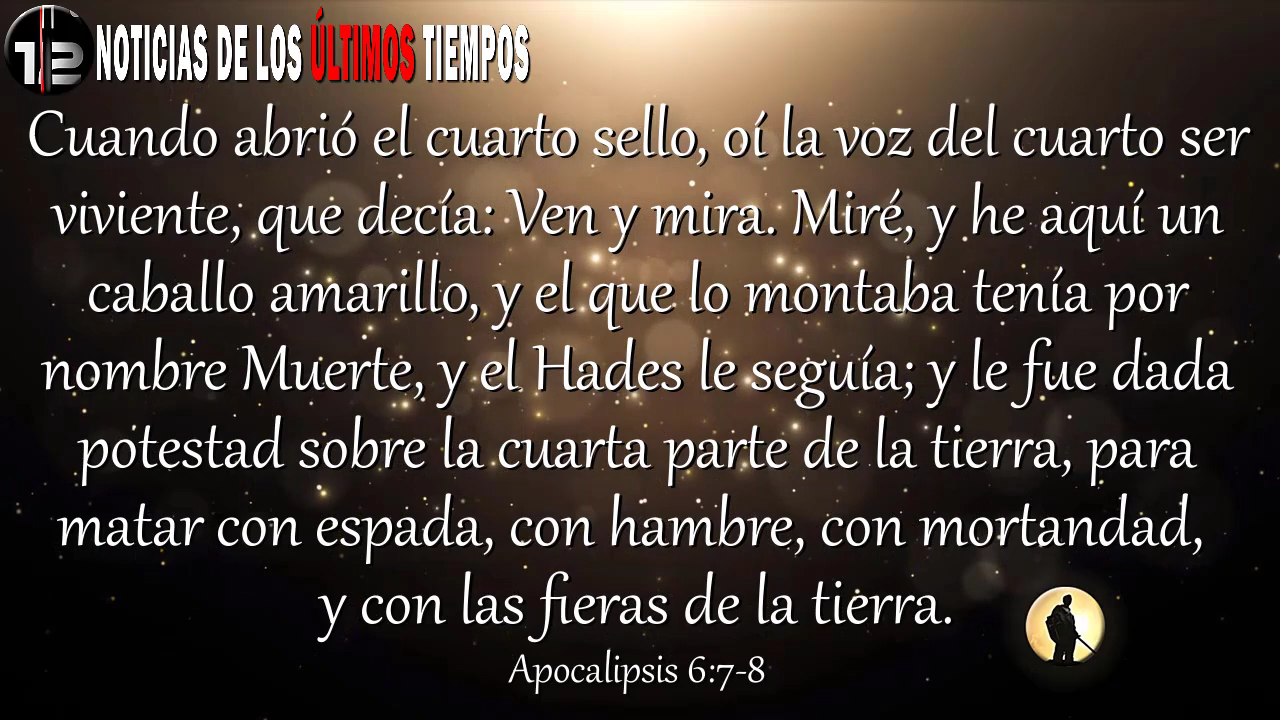 12 NOTICIAS DE LOS ÚLTIMOS TIEMPOS
Cuando abrió el cuarto sello, oí la voz del cuarto ser
viviente, que decía: Ven y mira. Miré, y he aquí un
caballo amarillo, y el que lo montaba tenía por
nombre Muerte, y el Hades le seguía; y le fue dada
potestad sobre la cuarta parte de la tierra, para
matar con espada, con hambre, con mortandad,
y con las fieras de la tierra.
Apocalipsis 6:7-8